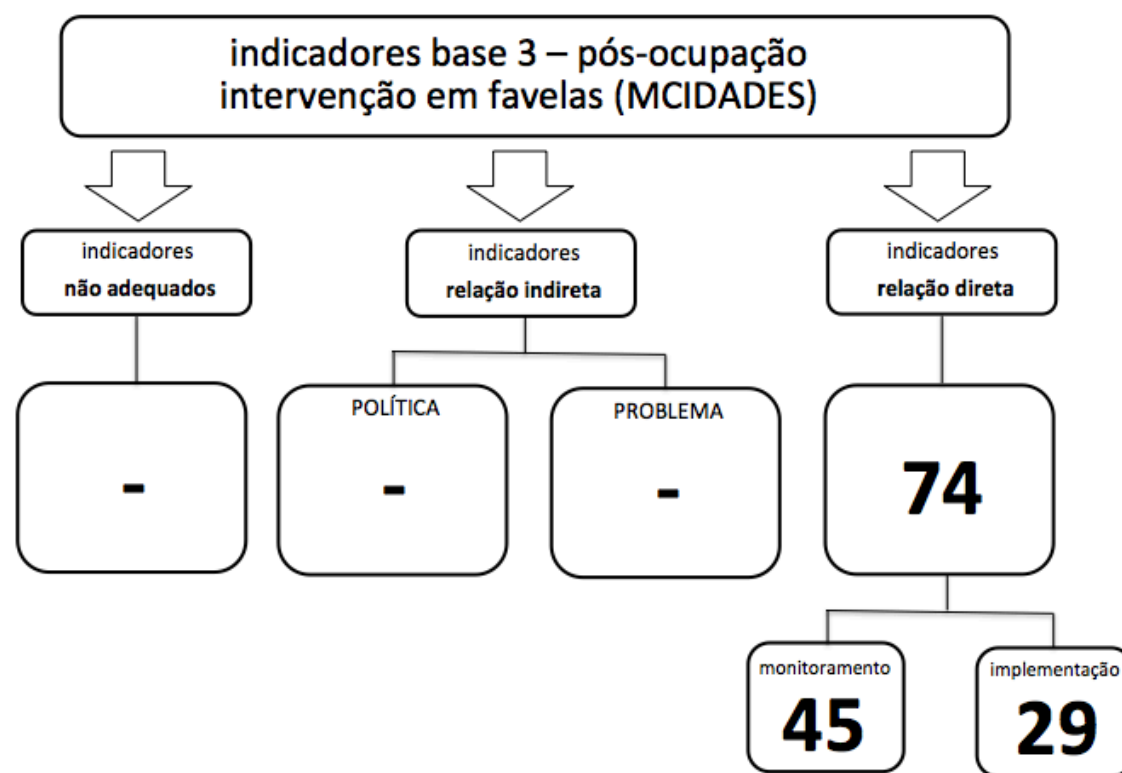 indicadores base 3 – pós-ocupação
intervenção em favelas (MCIDADES)
indicadores
não adequados
indicadores
relação indireta
indicadores
relação direta
-
POLÍTICA
-
PROBLEMA
-
74
monitoramento
45
implementação
29